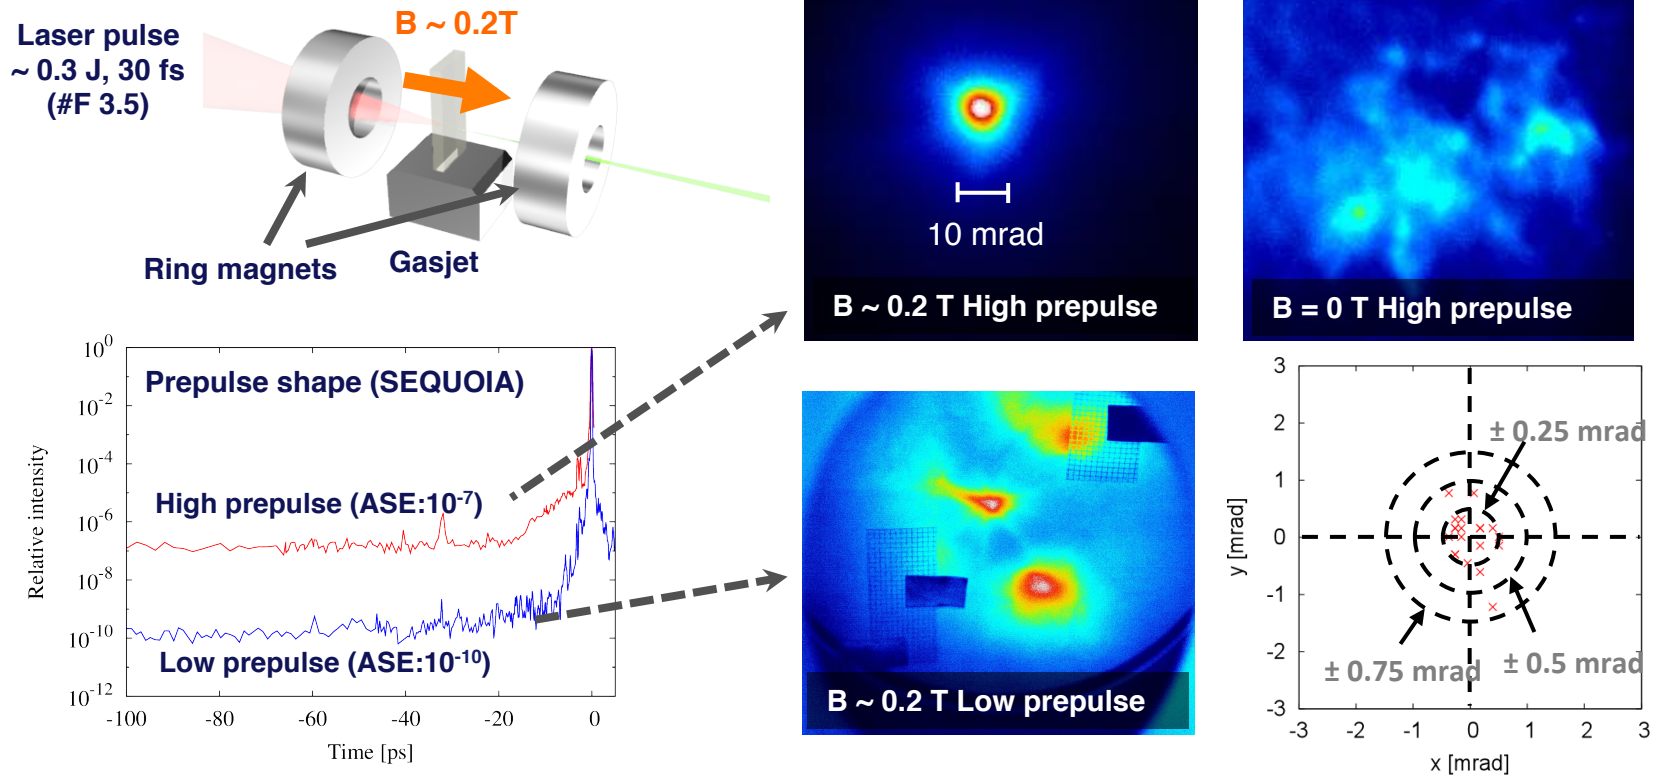 Laser pulse
~ 0.3 J, 30 fs
(#F 3.5)
B ~ 0.2T
Ring magnets
Gasjet
10 mrad
B ~ 0.2 T High prepulse
B = 0 T High prepulse
Prepulse shape (SEQUOIA)
High prepulse (ASE:10⁻⁷)
Low prepulse (ASE:10⁻¹⁰)
Relative intensity
10⁰
10⁻²
10⁻⁴
10⁻⁶
10⁻⁸
10⁻¹⁰
10⁻¹²
-100 -80 -60 -40 -20 0
Time [ps]
B ~ 0.2 T Low prepulse
± 0.25 mrad
± 0.75 mrad
± 0.5 mrad
y [mrad]
3
2
1
0
-1
-2
-3
-3 -2 -1 0 1 2 3
x [mrad]